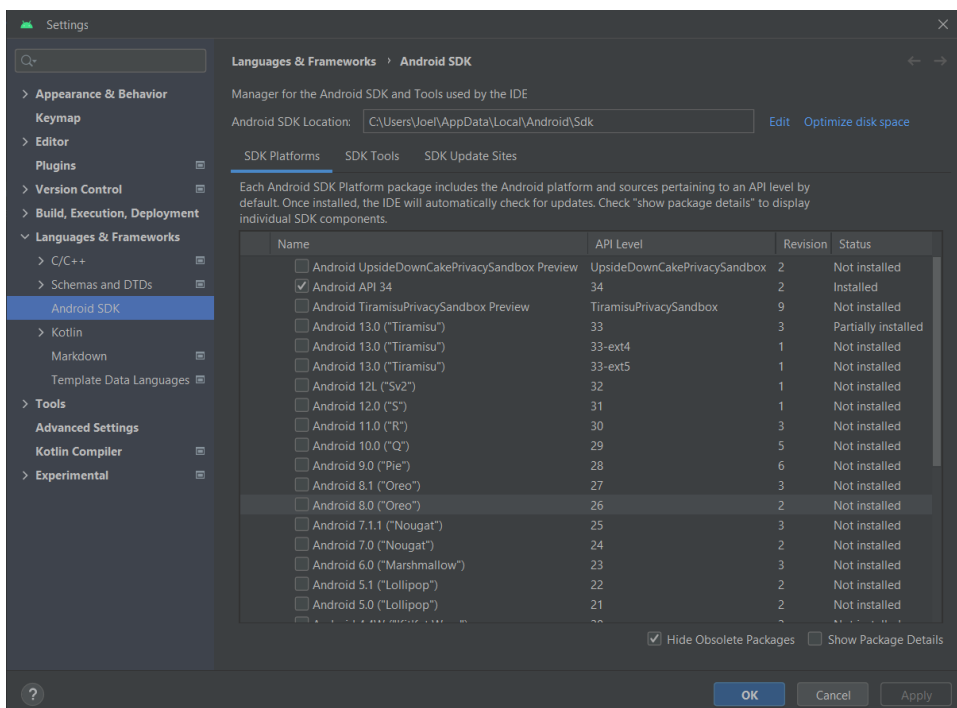 Settings
Languages & Frameworks › Android SDK
Appearance & Behavior
Keymap
Editor
Plugins
Version Control
Build, Execution, Deployment
Languages & Frameworks
C/C++
Schemas and DTDs
Android SDK
Kotlin
Markdown
Template Data Languages
Tools
Advanced Settings
Kotlin Compiler
Experimental
Manager for the Android SDK and Tools used by the IDE
Android SDK Location: C:\Users\Joel\AppData\Local\Android\Sdk Edit Optimize disk space
SDK Platforms SDK Tools SDK Update Sites
Each Android SDK Platform package includes the Android platform and sources pertaining to an API level by
default. Once installed, the IDE will automatically check for updates. Check "show package details" to display
individual SDK components.
Name API Level Revision Status
Android UpsideDownCakePrivacySandbox Preview UpsideDownCakePrivacySandbox 2 Not installed
Android API 34 34 2 Installed
Android TiramisuPrivacySandbox Preview TiramisuPrivacySandbox 9 Not installed
Android 13.0 ("Tiramisu") 33 3 Partially installed
Android 13.0 ("Tiramisu") 33-ext4 1 Not installed
Android 13.0 ("Tiramisu") 33-ext5 1 Not installed
Android 12L ("Sv2") 32 1 Not installed
Android 12.0 ("S") 31 1 Not installed
Android 11.0 ("R") 30 3 Not installed
Android 10.0 ("Q") 29 5 Not installed
Android 9.0 ("Pie") 28 6 Not installed
Android 8.1 ("Oreo") 27 3 Not installed
Android 8.0 ("Oreo") 26 2 Not installed
Android 7.1.1 ("Nougat") 25 3 Not installed
Android 7.0 ("Nougat") 24 2 Not installed
Android 6.0 ("Marshmallow") 23 3 Not installed
Android 5.1 ("Lollipop") 22 2 Not installed
Android 5.0 ("Lollipop") 21 2 Not installed
Hide Obsolete Packages Show Package Details
? OK Cancel Apply